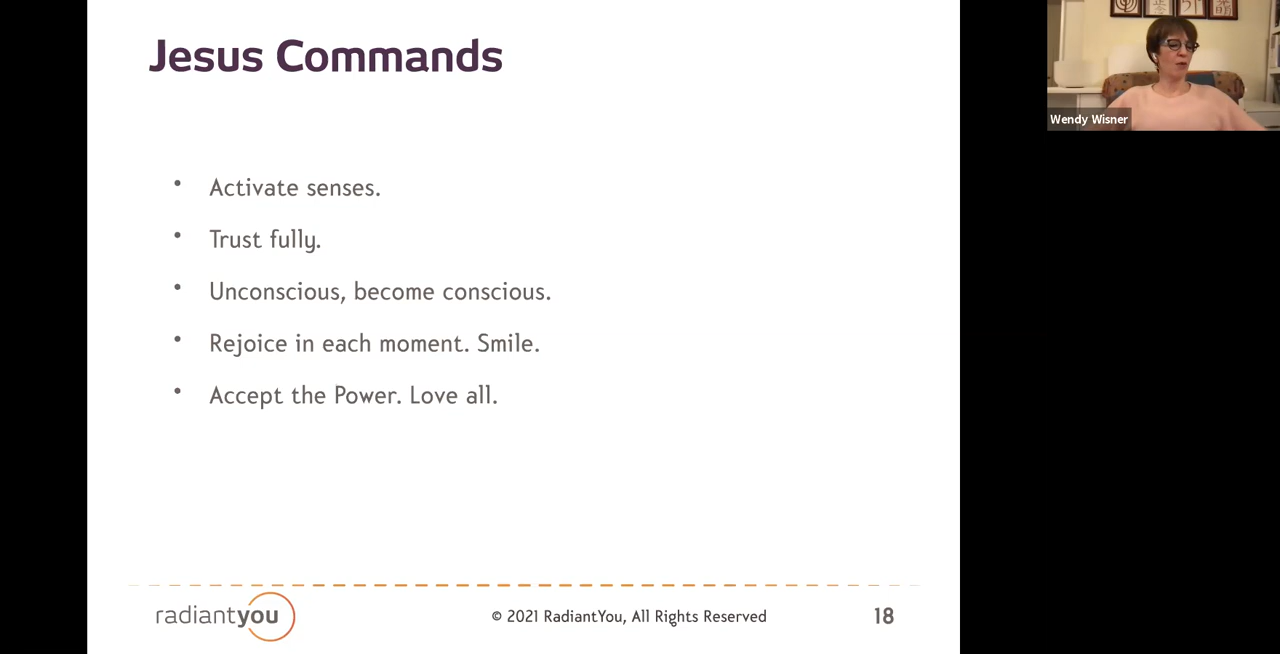 Jesus Commands
• Activate senses.
• Trust fully.
• Unconscious, become conscious.
• Rejoice in each moment. Smile.
• Accept the Power. Love all.
radiantyou
© 2021 RadiantYou, All Rights Reserved
18
Wendy Wisner